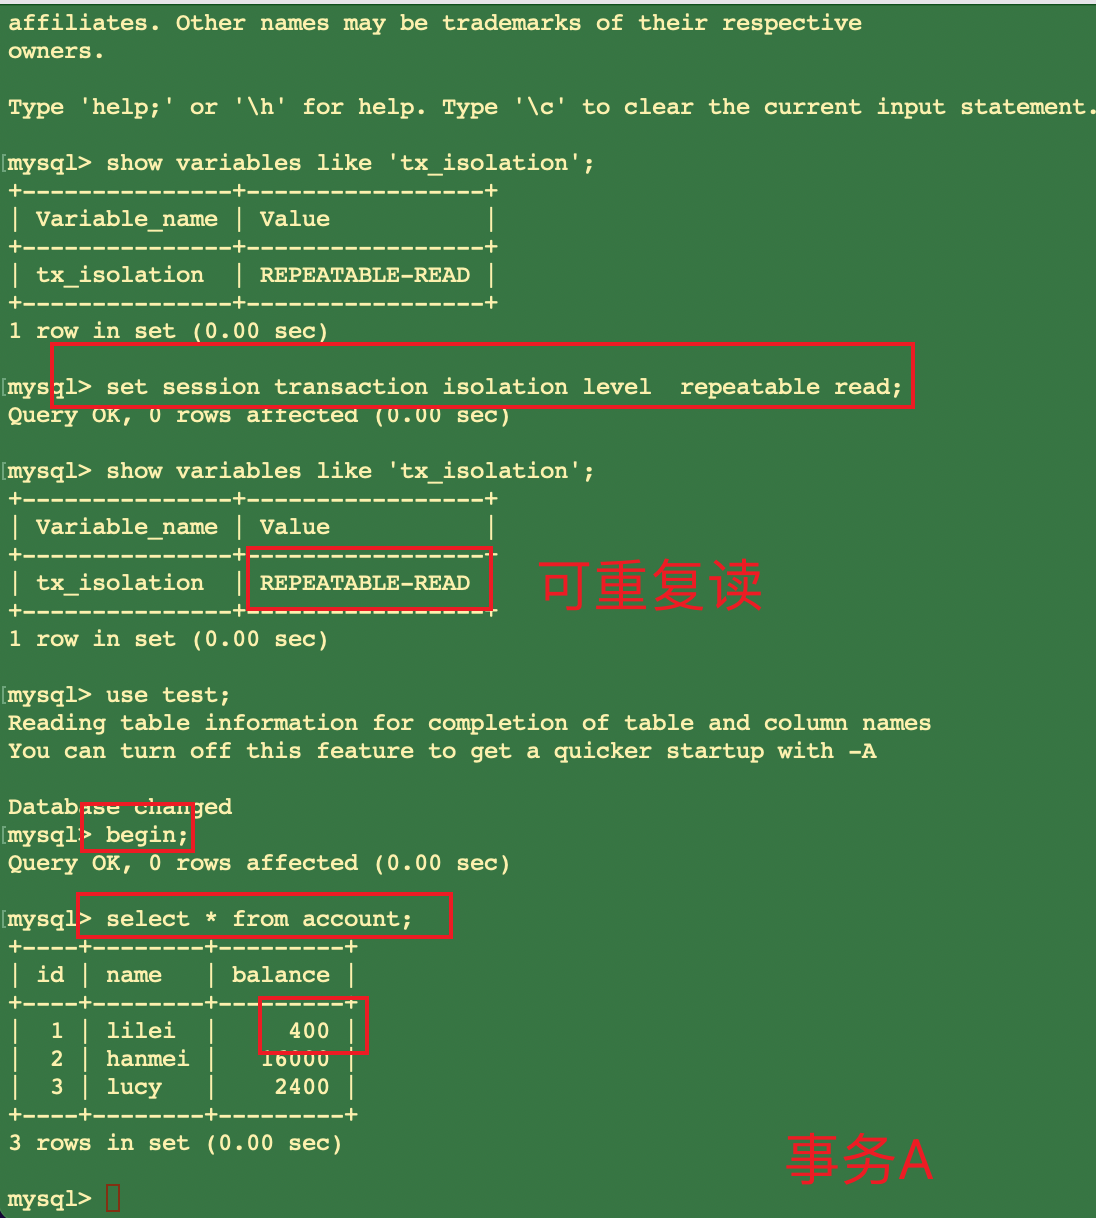 affiliates. Other names may be trademarks of their respective
owners.
Type 'help;' or '\h' for help. Type '\c' to clear the current input statement.
mysql> show variables like 'tx_isolation';
+---------------+-----------------+
| Variable_name | Value           |
+---------------+-----------------+
| tx_isolation  | REPEATABLE-READ |
+---------------+-----------------+
1 row in set (0.00 sec)
mysql> set session transaction isolation level  repeatable read;
Query OK, 0 rows affected (0.00 sec)
mysql> show variables like 'tx_isolation';
+---------------+-----------------+
| Variable_name | Value           |
+---------------+-----------------+
| tx_isolation  | REPEATABLE-READ 可重复读
+---------------+-----------------+
1 row in set (0.00 sec)
mysql> use test;
Reading table information for completion of table and column names
You can turn off this feature to get a quicker startup with -A
Database changed
mysql> begin;
Query OK, 0 rows affected (0.00 sec)
mysql> select * from account;
+----+--------+---------+
| id | name   | balance |
+----+--------+---------+
|  1 | lilei  |     400 |
|  2 | hanmei |   16000 |
|  3 | lucy   |    2400 |
+----+--------+---------+
3 rows in set (0.00 sec)
事务A
mysql>